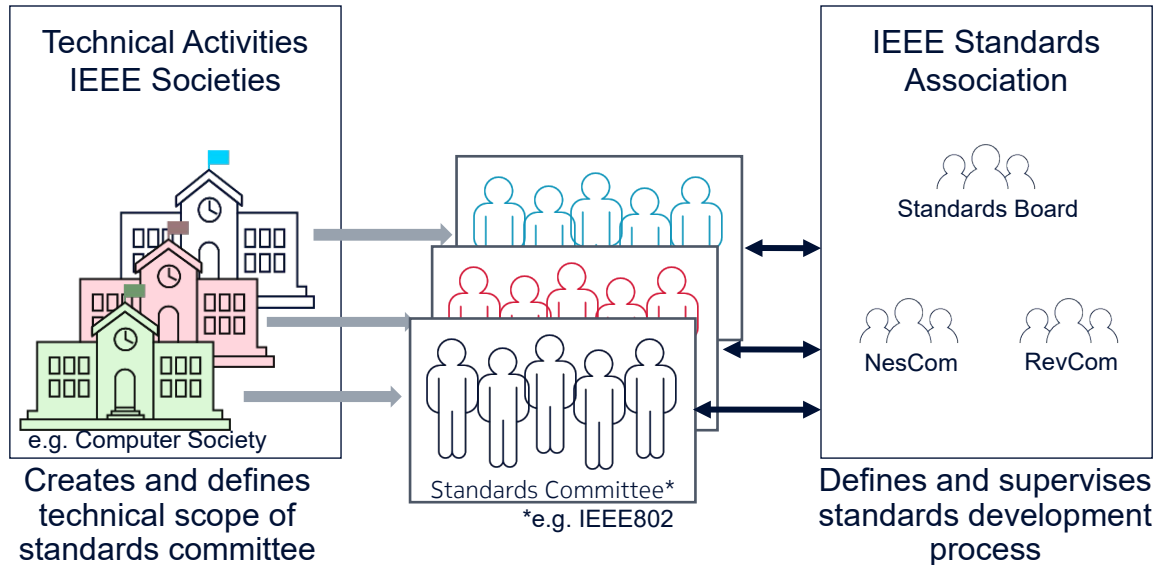 Technical Activities
IEEE Societies
e.g. Computer Society
Creates and defines
technical scope of
standards committee
Standards Committee*
*e.g. IEEE802
IEEE Standards
Association
Standards Board
NesCom
RevCom
Defines and supervises
standards development
process